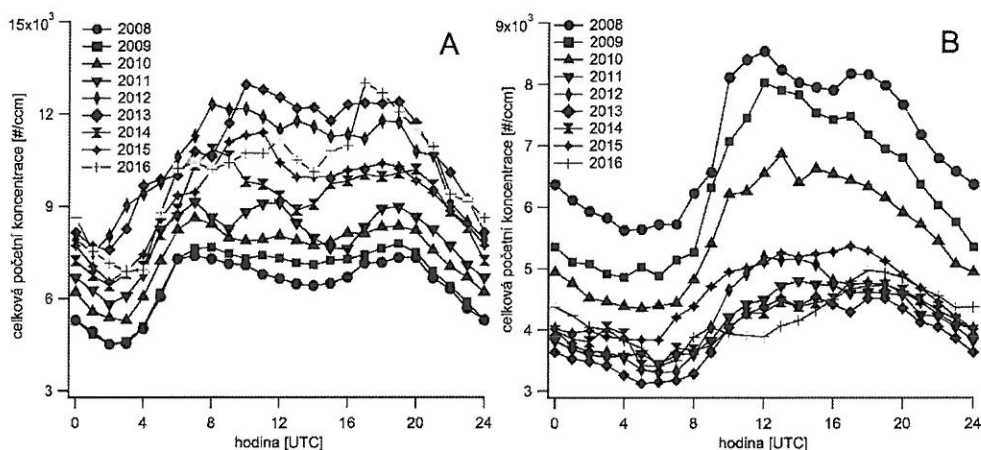 15x10³
A
2008
2009
2010
2011
2012
2013
2014
2015
2016
12
9
6
3
celková početní koncentrace [#/ccm]
0 4 8 12 16 20 24
hodina [UTC]
9x10³
B
2008
2009
2010
2011
2012
2013
2014
2015
2016
8
7
6
5
4
3
celková početní koncentrace [#/ccm]
0 4 8 12 16 20 24
hodina [UTC]